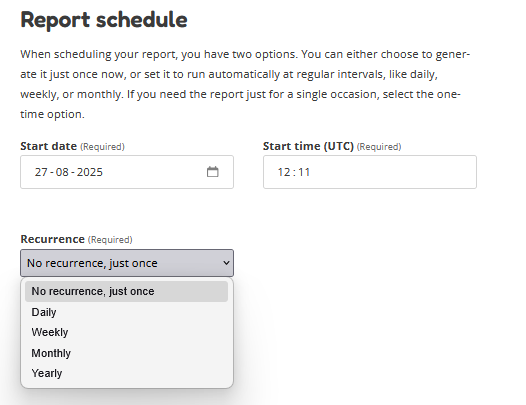 Report schedule
When scheduling your report, you have two options. You can either choose to gener-
ate it just once now, or set it to run automatically at regular intervals, like daily,
weekly, or monthly. If you need the report just for a single occasion, select the one-
time option.
Start date (Required)
Start time (UTC) (Required)
27-08-2025
12:11
Recurrence (Required)
No recurrence, just once
No recurrence, just once
Daily
Weekly
Monthly
Yearly